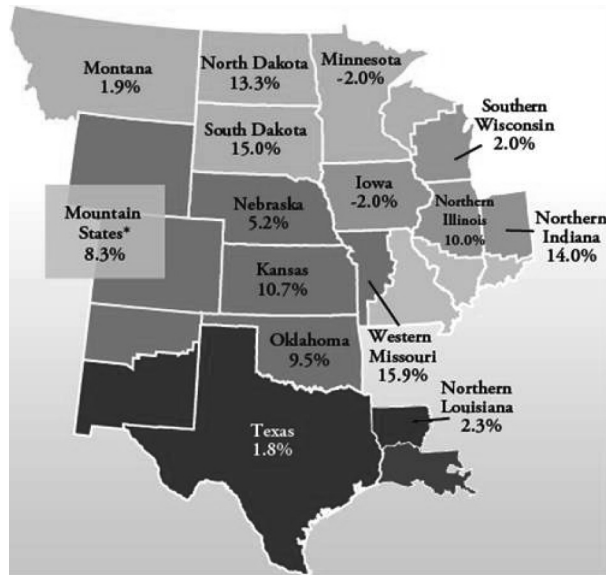 Montana
1.9%
North Dakota
13.3%
Minnesota
-2.0%
Southern
Wisconsin
2.0%
South Dakota
15.0%
Iowa
-2.0%
Nebraska
5.2%
Mountain
States*
8.3%
Northern
Illinois
10.0%
Northern
Indiana
14.0%
Kansas
10.7%
Oklahoma
9.5%
Western
Missouri
15.9%
Northern
Louisiana
2.3%
Texas
1.8%